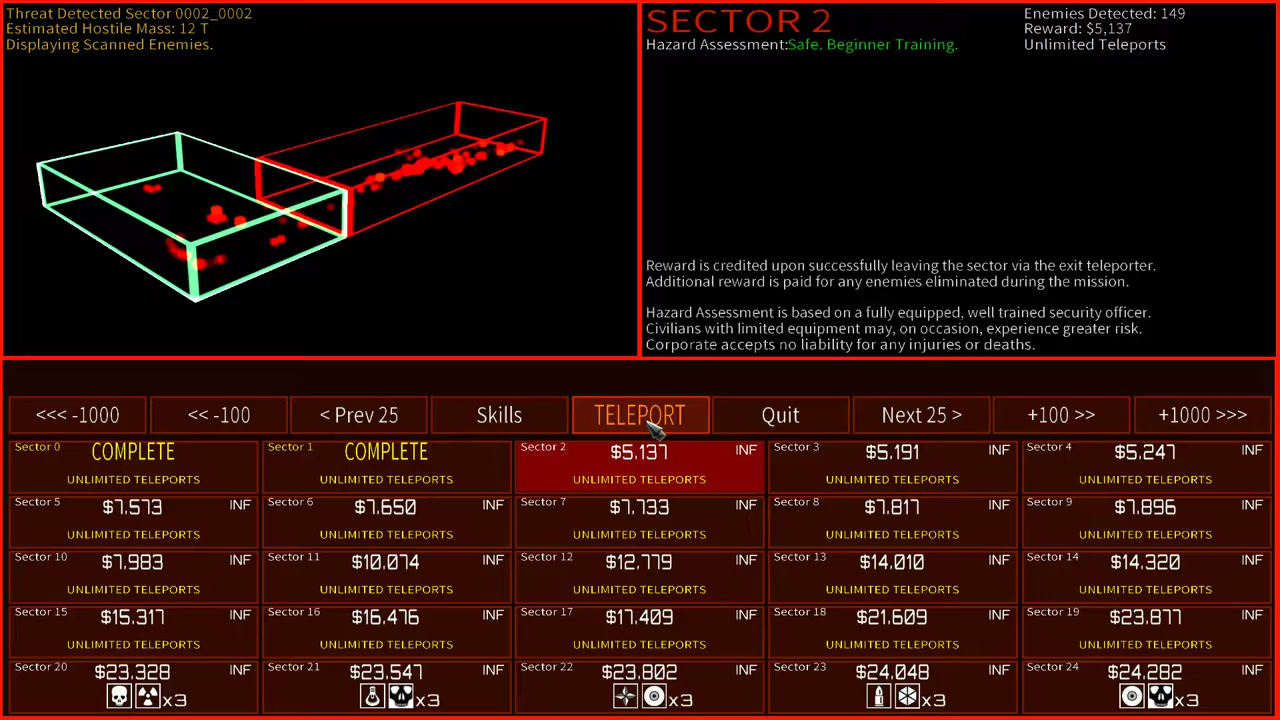 Threat Detected Sector 0002_0002
Estimated Hostile Mass: 12 T
Displaying Scanned Enemies.
SECTOR 2
Hazard Assessment:Safe. Beginner Training.
Enemies Detected: 149
Reward: $5,137
Unlimited Teleports
Reward is credited upon successfully leaving the sector via the exit teleporter.
Additional reward is paid for any enemies eliminated during the mission.
Hazard Assessment is based on a fully equipped, well trained security officer.
Civilians with limited equipment may, on occasion, experience greater risk.
Corporate accepts no liability for any injuries or deaths.
<<< -1000 << -100 < Prev 25 Skills TELEPORT Quit Next 25 > +100 >> +1000 >>>
Sector 0 COMPLETE Sector 1 COMPLETE Sector 2 $5.137 INF Sector 3 $5.191 INF Sector 4 $5.247 INF
UNLIMITED TELEPORTS UNLIMITED TELEPORTS UNLIMITED TELEPORTS UNLIMITED TELEPORTS UNLIMITED TELEPORTS
Sector 5 $7.573 INF Sector 6 $7.650 INF Sector 7 $7.733 INF Sector 8 $7.817 INF Sector 9 $7.896 INF
UNLIMITED TELEPORTS UNLIMITED TELEPORTS UNLIMITED TELEPORTS UNLIMITED TELEPORTS UNLIMITED TELEPORTS
Sector 10 $7.983 INF Sector 11 $10.074 INF Sector 12 $12.779 INF Sector 13 $14.010 INF Sector 14 $14.320 INF
UNLIMITED TELEPORTS UNLIMITED TELEPORTS UNLIMITED TELEPORTS UNLIMITED TELEPORTS UNLIMITED TELEPORTS
Sector 15 $15.317 INF Sector 16 $16.476 INF Sector 17 $17.409 INF Sector 18 $21.609 INF Sector 19 $23.877 INF
UNLIMITED TELEPORTS UNLIMITED TELEPORTS UNLIMITED TELEPORTS UNLIMITED TELEPORTS UNLIMITED TELEPORTS
Sector 20 $23.328 INF Sector 21 $23.547 INF Sector 22 $23.802 INF Sector 23 $24.048 INF Sector 24 $24.282 INF
x3 x3 x3 x3 x3